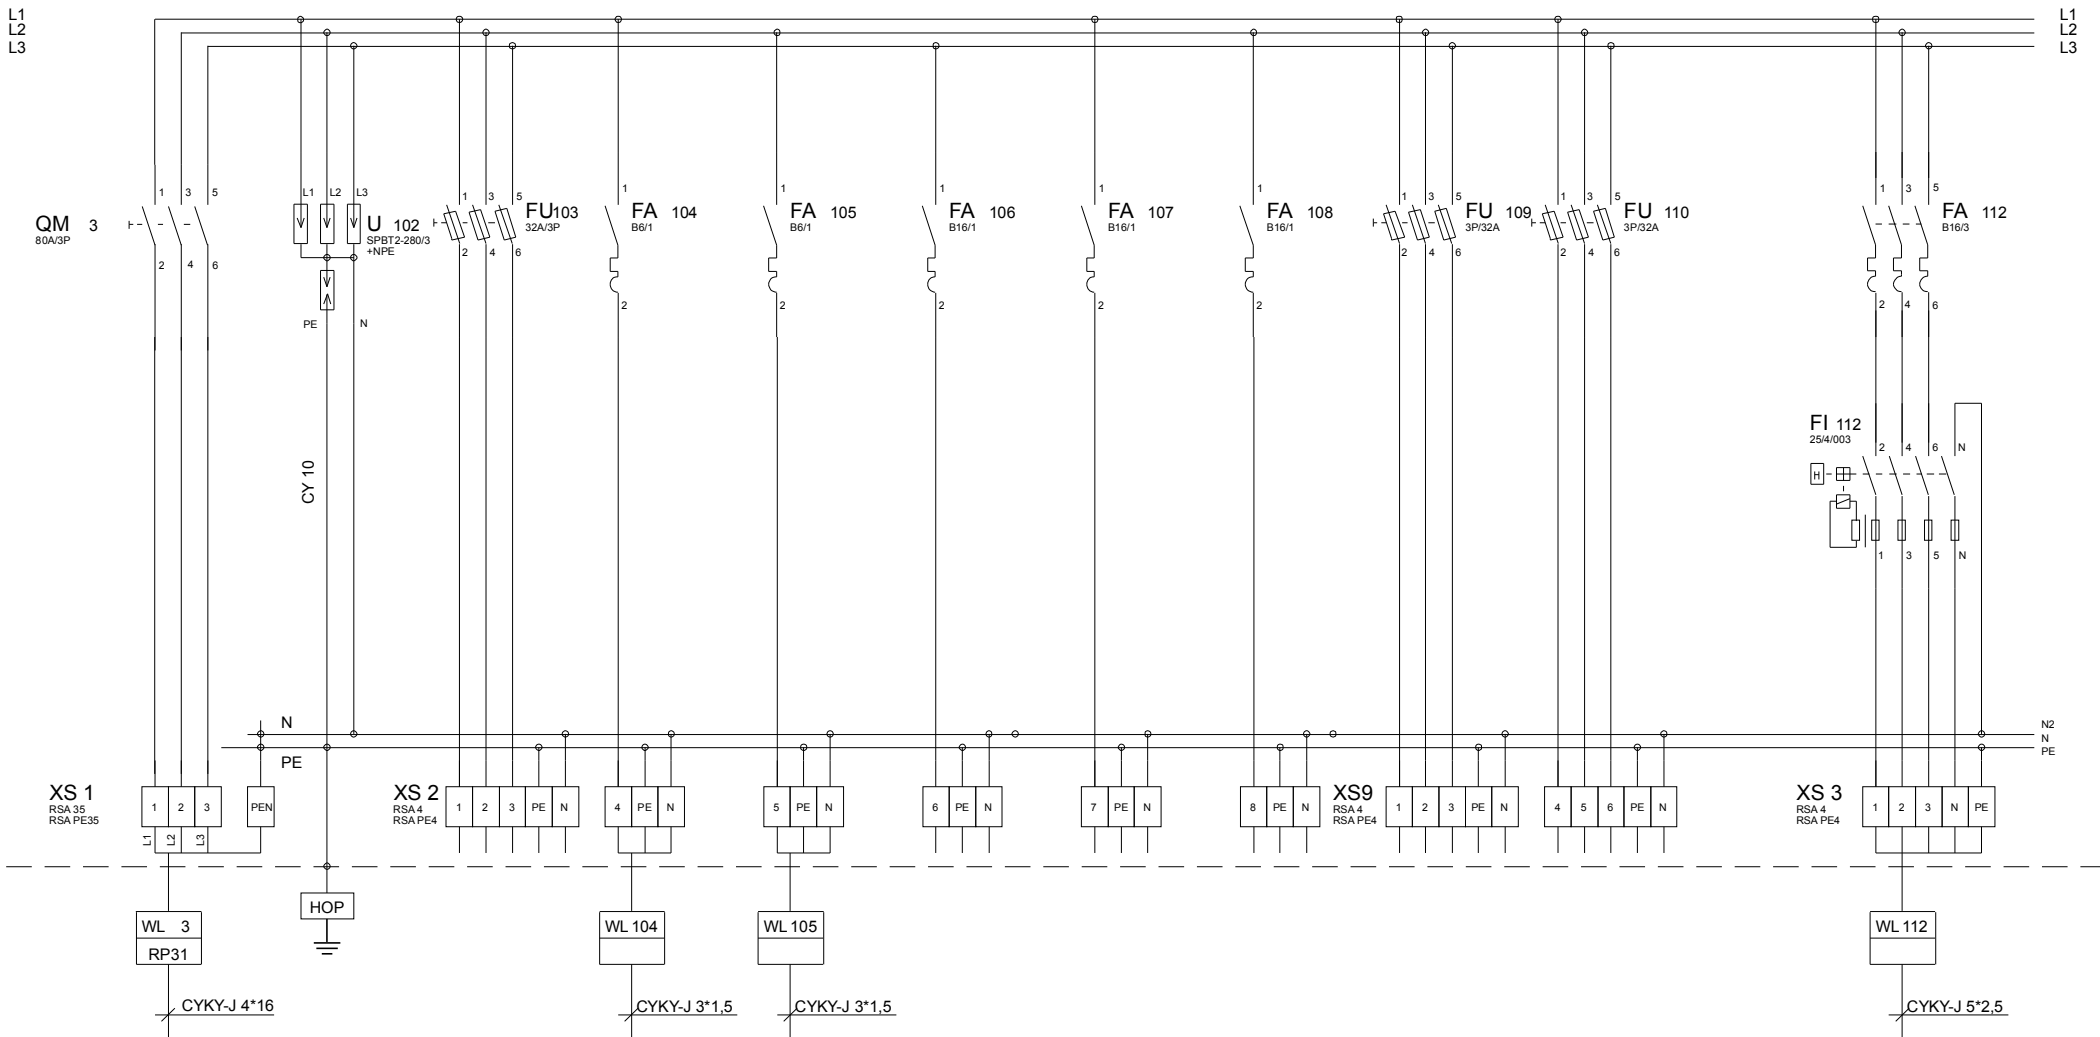 L1
L2
L3
L1
L2
L3
QM 3
80A/3P
1 3 5
2 4 6
L1 L2 L3
U 102
SPBT2-280/3
+NPE
PE N
CY 10
1 3 5
FU103
32A/3P
2 4 6
1
FA 104
B6/1
2
1
FA 105
B6/1
2
1
FA 106
B16/1
2
1
FA 107
B16/1
2
1
FA 108
B16/1
2
1 3 5
FU 109
3P/32A
2 4 6
1 3 5
FU 110
3P/32A
2 4 6
1 3 5
FA 112
B16/3
2 4 6
FI 112
25/4/003
2 4 6 N
H
1 3 5 N
N
PE
N2
N
PE
XS 1
RSA 35
RSA PE35
1 2 3 PEN
L1 L2 L3
XS 2
RSA 4
RSA PE4
1 2 3 PE N
4 PE N
5 PE N
6 PE N
7 PE N
8 PE N
XS9
RSA 4
RSA PE4
1 2 3 PE N
4 5 6 PE N
XS 3
RSA 4
RSA PE4
1 2 3 N PE
HOP
WL 3
RP31
WL 104
WL 105
WL 112
CYKY-J 4*16
CYKY-J 3*1,5
CYKY-J 3*1,5
CYKY-J 5*2,5